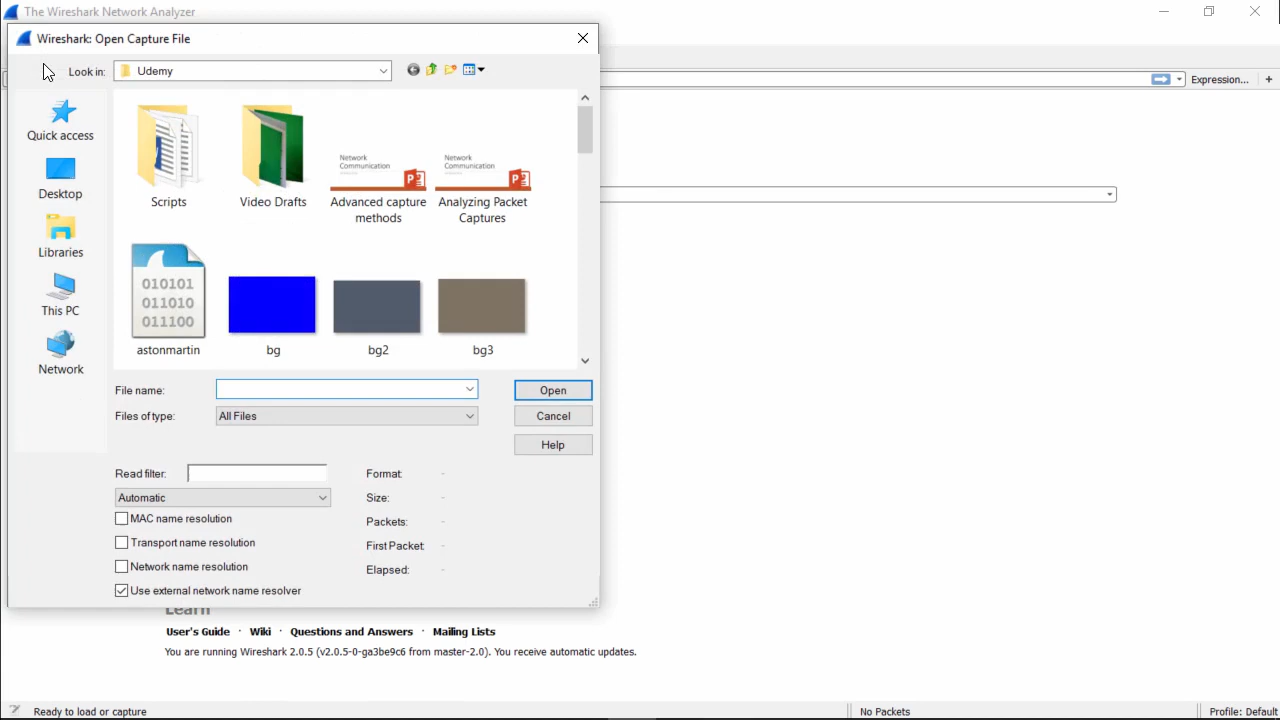 The Wireshark Network Analyzer
Wireshark: Open Capture File
Look in: Udemy
Expression...
+
Quick access
Desktop
Libraries
This PC
Network
Scripts
Video Drafts
Network
Communication
Advanced capture
methods
Network
Communication
Analyzing Packet
Captures
010101
011010
011100
astonmartin
bg
bg2
bg3
File name:
Open
Files of type: All Files
Cancel
Help
Read filter:
Automatic
MAC name resolution
Transport name resolution
Network name resolution
Use external network name resolver
Format: -
Size: -
Packets: -
First Packet: -
Elapsed: -
Learn
User's Guide · Wiki · Questions and Answers · Mailing Lists
You are running Wireshark 2.0.5 (v2.0.5-0-ga3be9c6 from master-2.0). You receive automatic updates.
Ready to load or capture
No Packets
Profile: Default